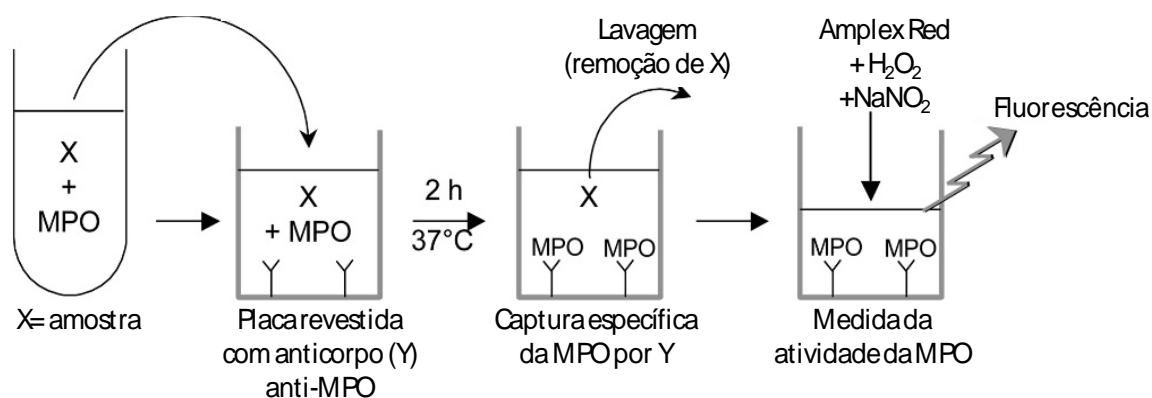 X
+
MPO
X= amostra
X
+ MPO
Y Y
Placa revestida
com anticorpo (Y)
anti-MPO
2 h
37°C
Lavagem
(remoção de X)
X
MPO MPO
Y Y
Captura específica
da MPO por Y
Amplex Red
+ H₂O₂
+NaNO₂
Fluorescência
MPO MPO
Y Y
Medida da
atividade da MPO